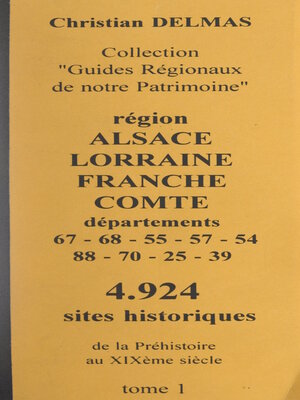 Christian DELMAS
Collection
"Guides Régionaux
de notre Patrimoine"
région
ALSACE
LORRAINE
FRANCHE
COMTE
départements
67 - 68 - 55 - 57 - 54
88 - 70 - 25 - 39
4.924
sites historiques
de la Préhistoire
au XIXème siècle
tome 1